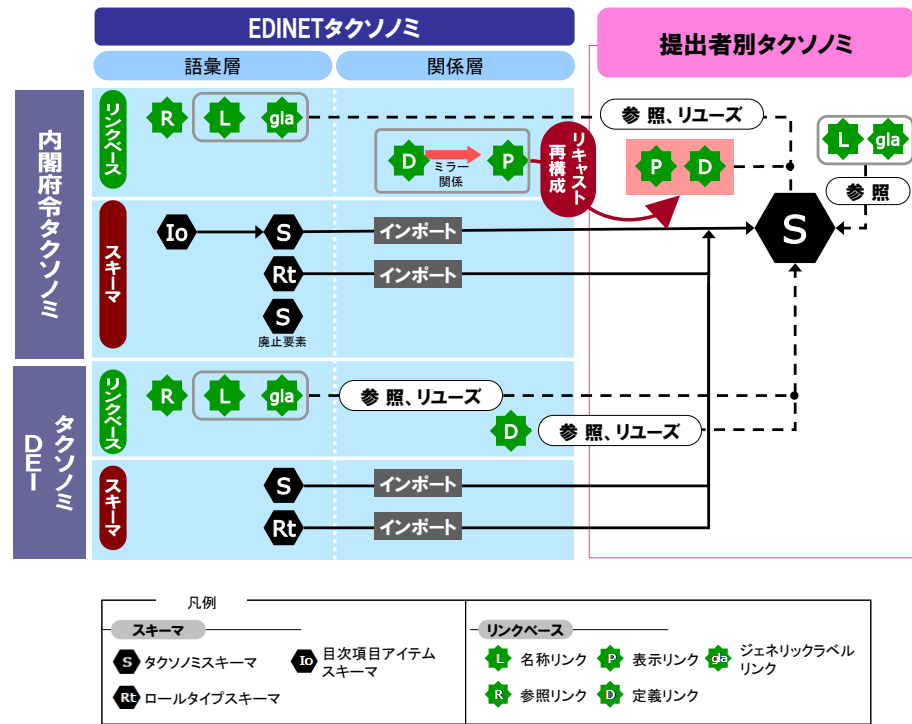 EDINETタクソノミ
提出者別タクソノミ
語彙層
関係層
内閣府令タクソノミ
リンクベース
R
L
gla
参照、リユーズ
L
gla
D
ミラー
関係
P
リキャスト
再構成
P
D
参照
スキーマ
Io
S
インポート
S
Rt
インポート
S
廃止要素
タクソノミ
DEI
リンクベース
R
L
gla
参照、リユーズ
D
参照、リユーズ
スキーマ
S
インポート
Rt
インポート
凡例
スキーマ
S タクソノミスキーマ
Io 目次項目アイテム
スキーマ
Rt ロールタイプスキーマ
リンクベース
L 名称リンク
P 表示リンク
gla ジェネリックラベル
リンク
R 参照リンク
D 定義リンク